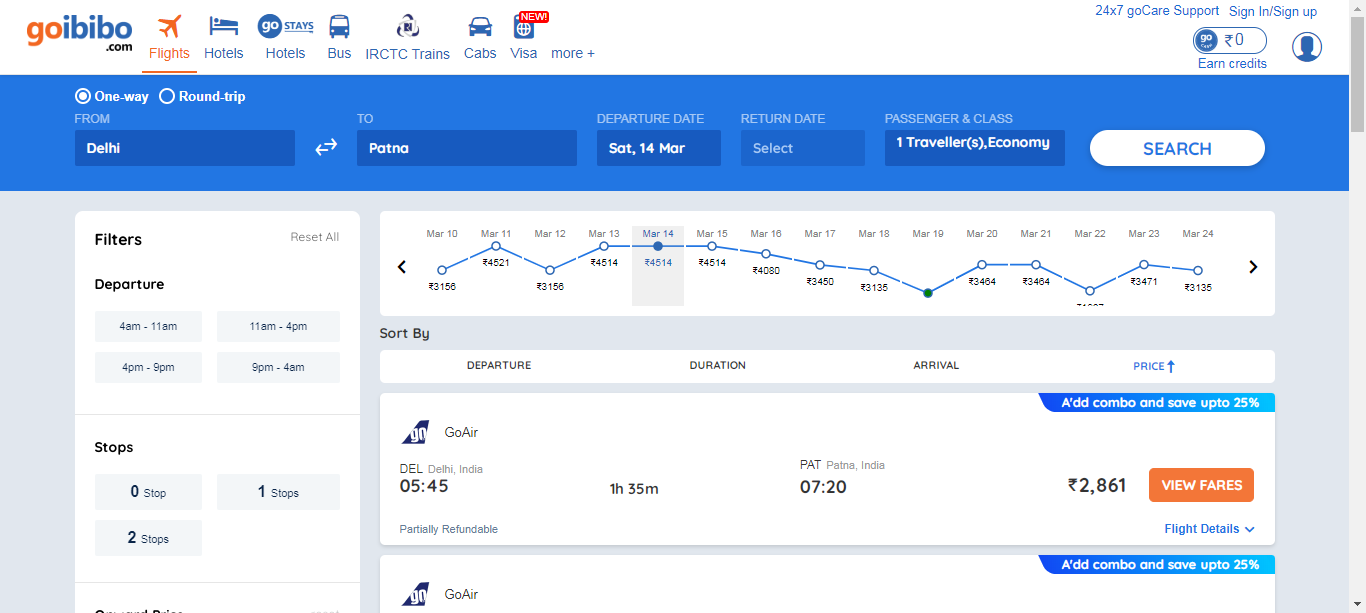 goibibo
.com
Flights
Hotels
go STAYS
Hotels
Bus
IRCTC Trains
Cabs
NEW!
Visa
more +
24x7 goCare Support
Sign In/Sign up
go CASH ₹0
Earn credits
One-way
Round-trip
FROM
Delhi
TO
Patna
DEPARTURE DATE
Sat, 14 Mar
RETURN DATE
Select
PASSENGER & CLASS
1 Traveller(s),Economy
SEARCH
Filters
Reset All
Departure
4am - 11am
11am - 4pm
4pm - 9pm
9pm - 4am
Stops
0 Stop
1 Stops
2 Stops
Onward Price
reset
Mar 10 Mar 11 Mar 12 Mar 13 Mar 14 Mar 15 Mar 16 Mar 17 Mar 18 Mar 19 Mar 20 Mar 21 Mar 22 Mar 23 Mar 24
₹3156 ₹4521 ₹3156 ₹4514 ₹4514 ₹4514 ₹4080 ₹3450 ₹3135 ₹3464 ₹3464 ₹3471 ₹3135
Sort By
DEPARTURE DURATION ARRIVAL PRICE
A'dd combo and save upto 25%
go
GoAir
DEL Delhi, India
05:45
1h 35m
PAT Patna, India
07:20
₹2,861
VIEW FARES
Partially Refundable
Flight Details
A'dd combo and save upto 25%
go
GoAir